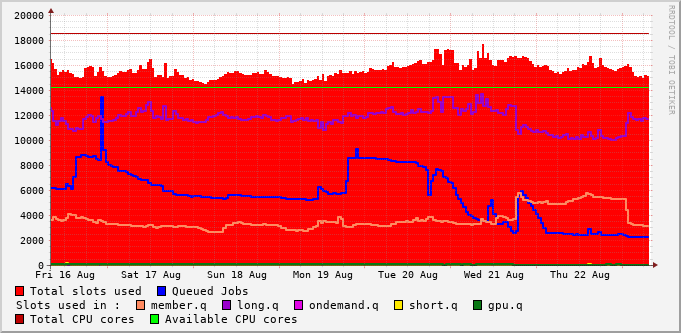 RRDTOOL / TOBI OETIKER
20000
18000
16000
14000
12000
10000
8000
6000
4000
2000
0
Fri 16 Aug Sat 17 Aug Sun 18 Aug Mon 19 Aug Tue 20 Aug Wed 21 Aug Thu 22 Aug
Total slots used Queued Jobs
Slots used in : member.q long.q ondemand.q short.q gpu.q
Total CPU cores Available CPU cores